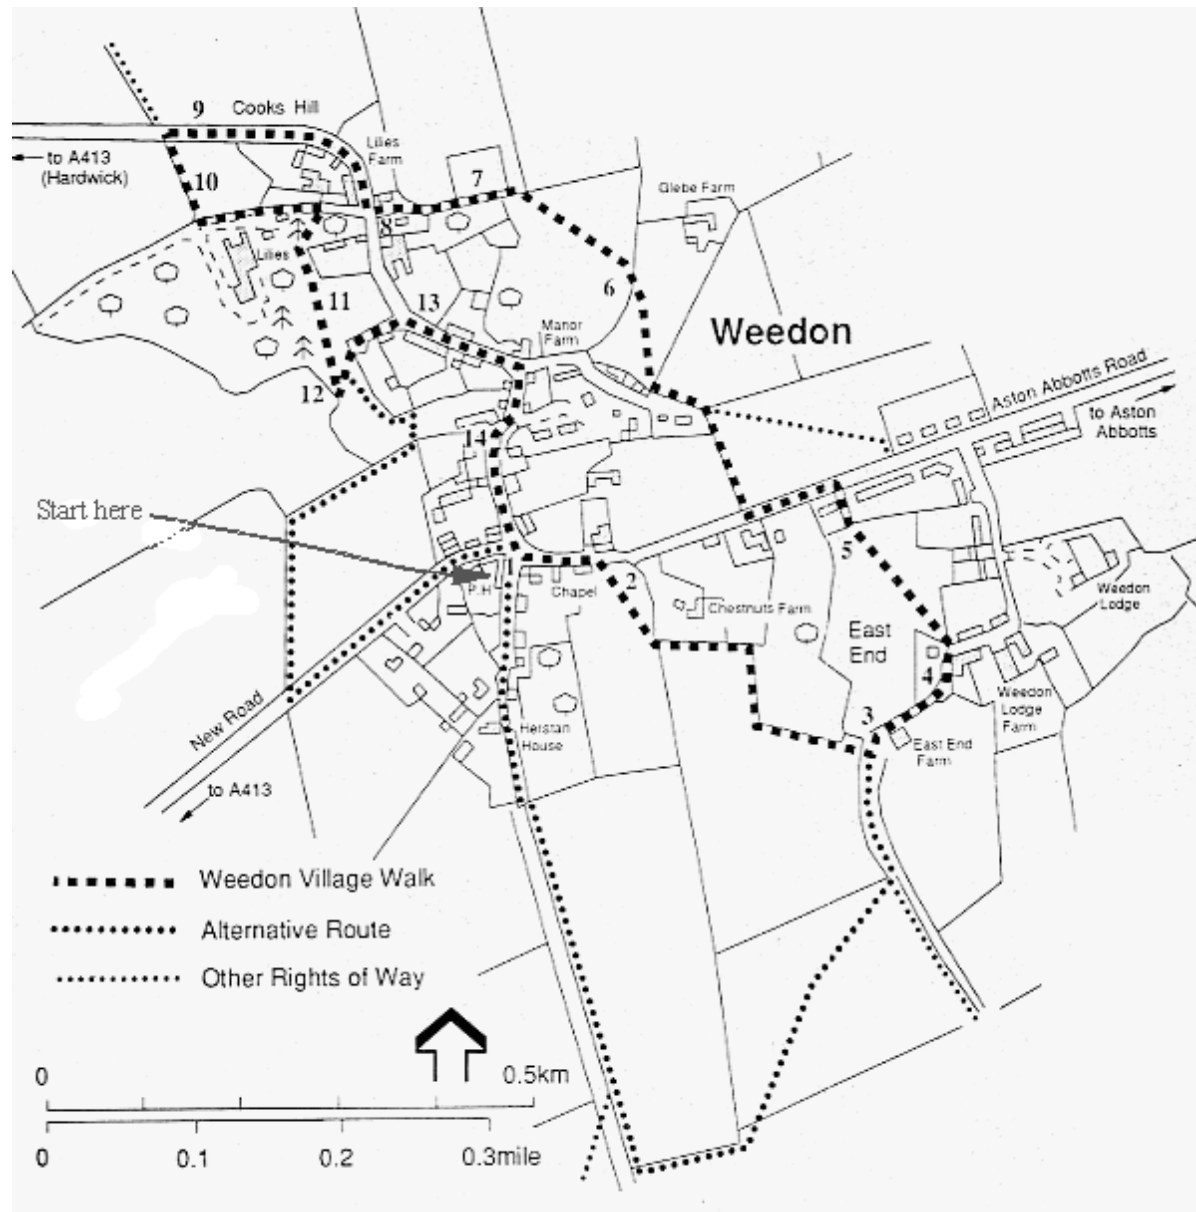 9
Cooks Hill
Lilies
Farm
to A413
(Hardwick)
10
7
Glebe Farm
8
Lilies
11
13
6
Manor
Farm
Weedon
12
Aston Abbotts Road
to Aston
Abbotts
14
Start here
5
1
P.H
Chapel
2
Chestnuts Farm
East
End
Weedon
Lodge
4
Weedon
Lodge
Farm
3
New Road
Herstan
House
East End
Farm
to A413
Weedon Village Walk
Alternative Route
Other Rights of Way
0
0.5km
0
0.1
0.2
0.3mile